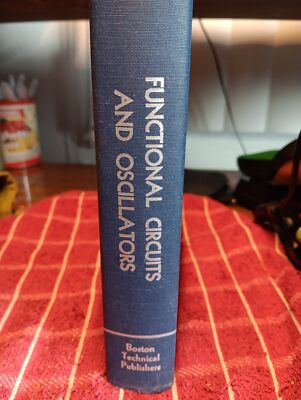 FUNCTIONAL CIRCUITS
AND OSCILLATORS
Boston
Technical
Publishers